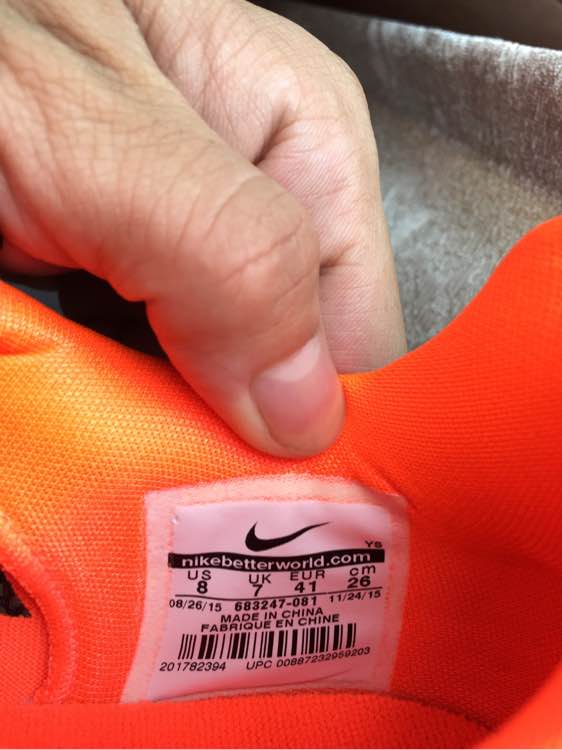 YS
nikebetterworld.com
US UK EUR cm
8 7 41 26
08/26/15 683247-081 11/24/15
MADE IN CHINA
FABRIQUE EN CHINE
201782394 UPC 00887232959203